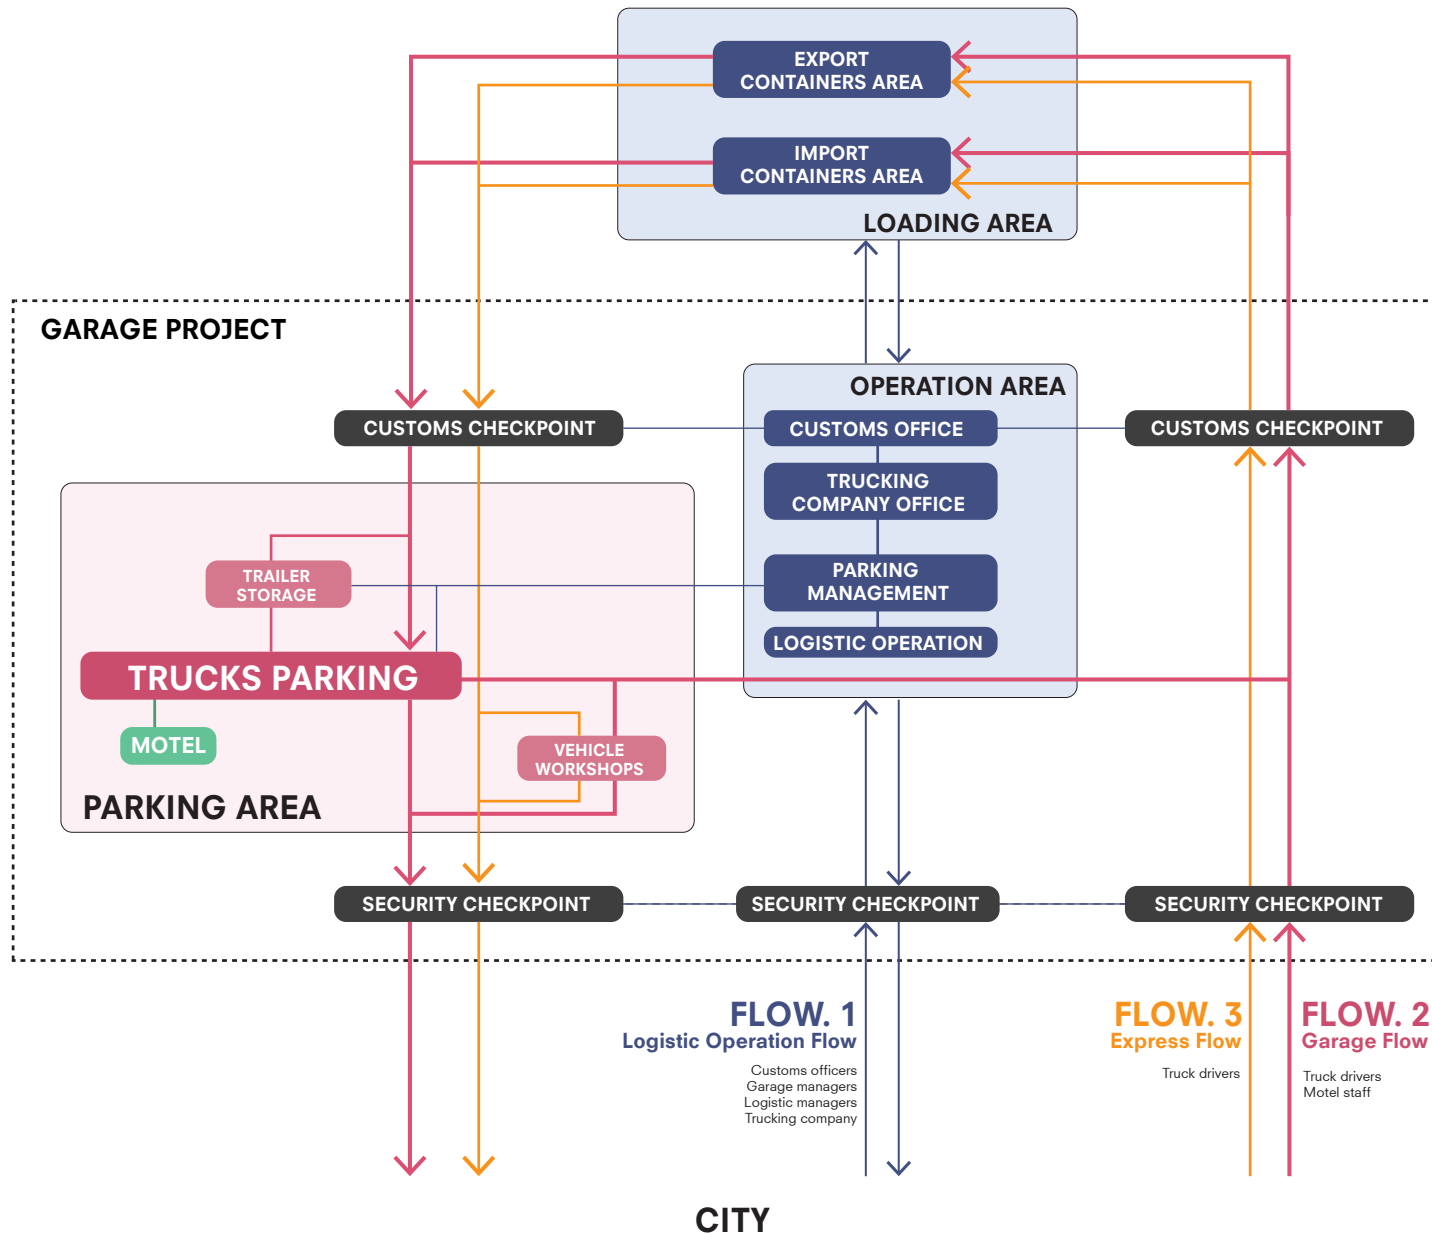 EXPORT
CONTAINERS AREA
IMPORT
CONTAINERS AREA
LOADING AREA
GARAGE PROJECT
OPERATION AREA
CUSTOMS CHECKPOINT
CUSTOMS OFFICE
CUSTOMS CHECKPOINT
TRUCKING
COMPANY OFFICE
TRAILER
STORAGE
PARKING
MANAGEMENT
LOGISTIC OPERATION
TRUCKS PARKING
MOTEL
VEHICLE
WORKSHOPS
PARKING AREA
SECURITY CHECKPOINT
SECURITY CHECKPOINT
SECURITY CHECKPOINT
FLOW. 1
Logistic Operation Flow
Customs officers
Garage managers
Logistic managers
Trucking company
FLOW. 3
Express Flow
Truck drivers
FLOW. 2
Garage Flow
Truck drivers
Motel staff
CITY